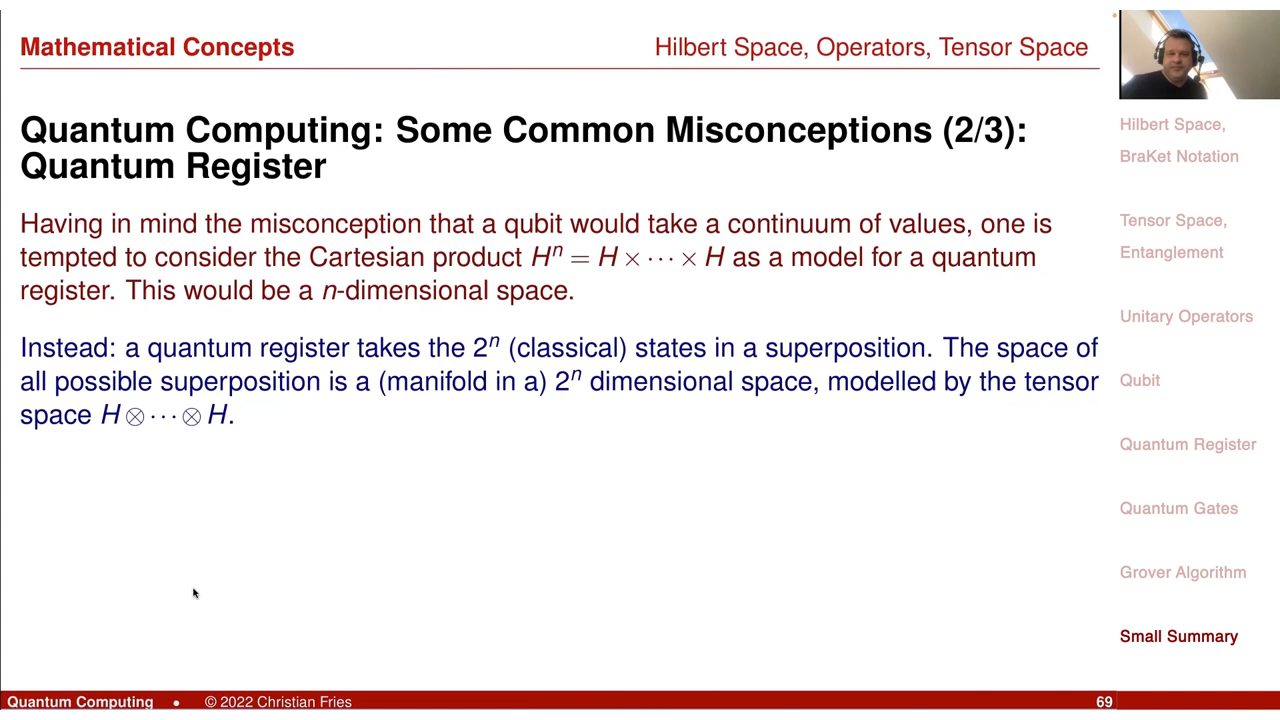 Mathematical Concepts
Hilbert Space, Operators, Tensor Space
Quantum Computing: Some Common Misconceptions (2/3):
Quantum Register
Having in mind the misconception that a qubit would take a continuum of values, one is
tempted to consider the Cartesian product Hⁿ = H × ⋯ × H as a model for a quantum
register. This would be a n-dimensional space.
Instead: a quantum register takes the 2ⁿ (classical) states in a superposition. The space of
all possible superposition is a (manifold in a) 2ⁿ dimensional space, modelled by the tensor
space H ⊗ ⋯ ⊗ H.
Hilbert Space,
BraKet Notation
Tensor Space,
Entanglement
Unitary Operators
Qubit
Quantum Register
Quantum Gates
Grover Algorithm
Small Summary
Quantum Computing • © 2022 Christian Fries
69